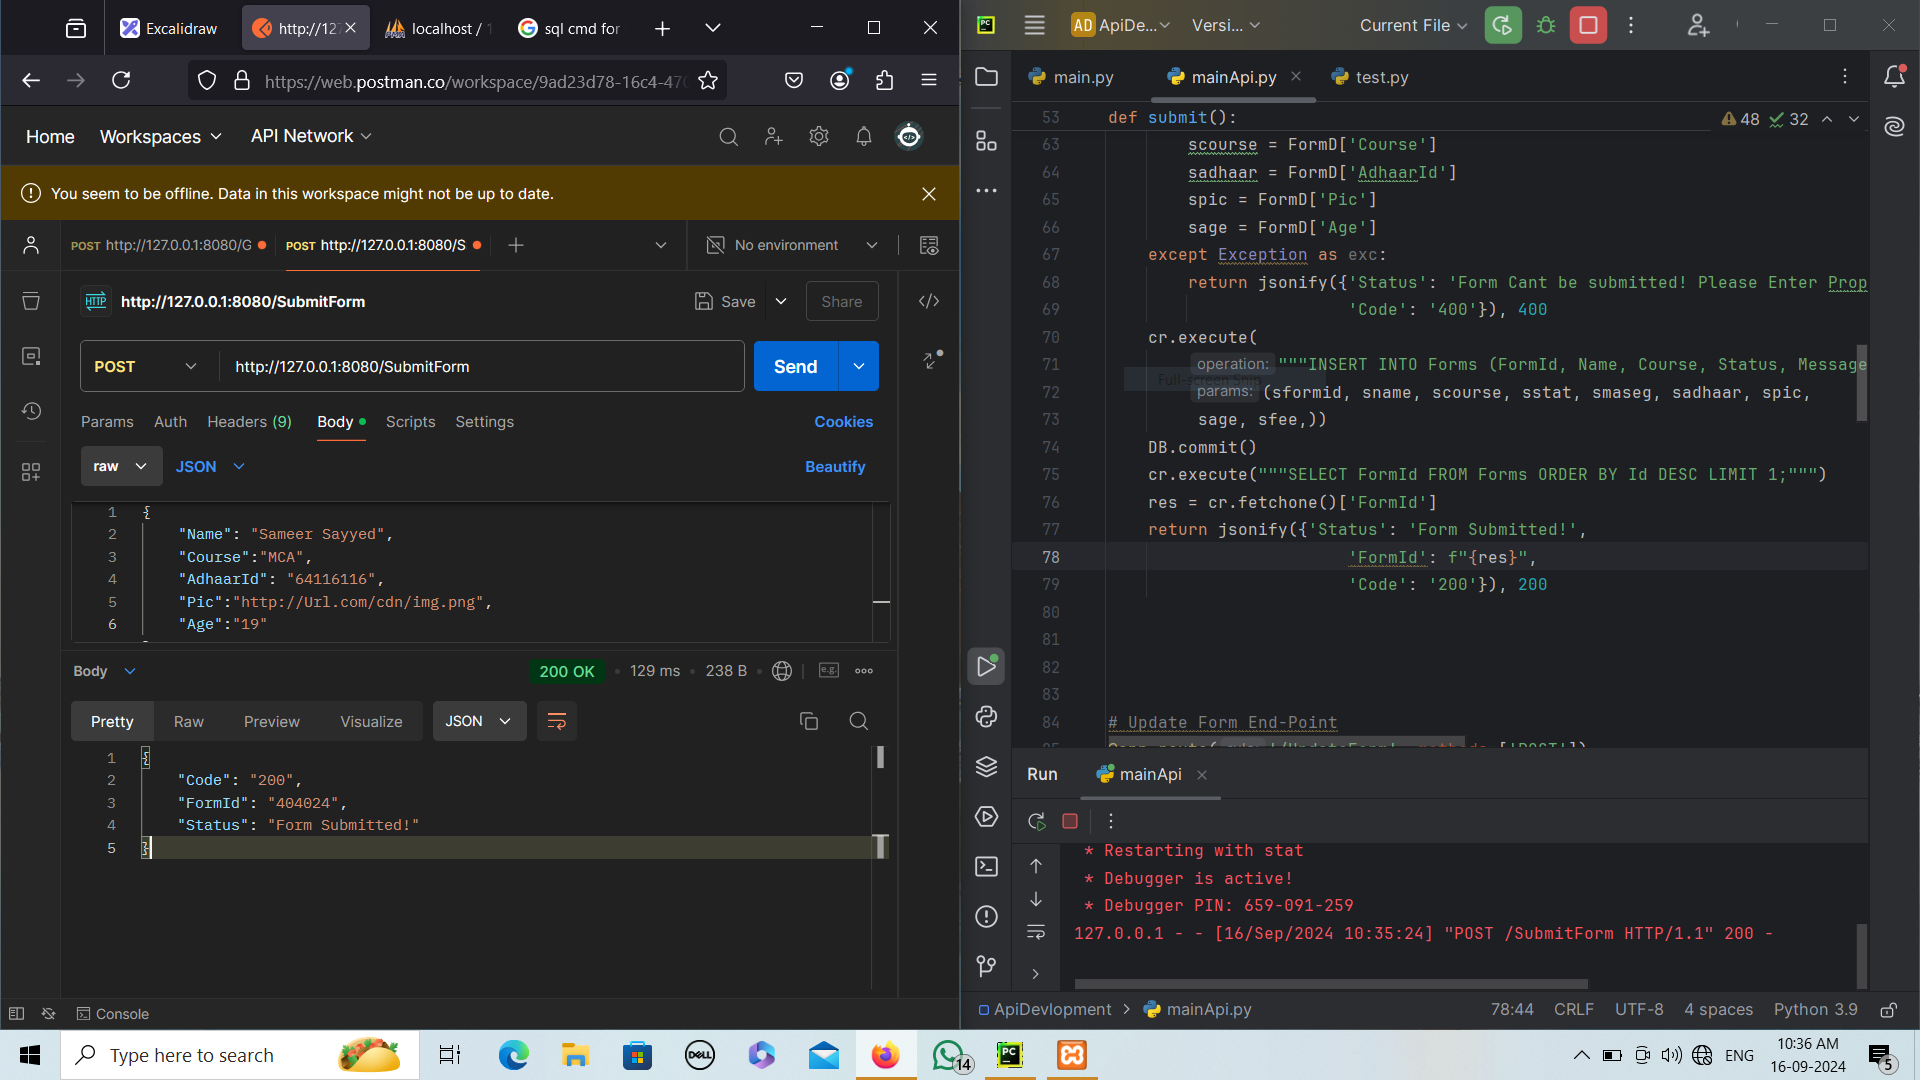 Excalidraw
http://127
localhost / 1
sql cmd for
https://web.postman.co/workspace/9ad23d78-16c4-470
Home
Workspaces
API Network
You seem to be offline. Data in this workspace might not be up to date.
POST http://127.0.0.1:8080/G
POST http://127.0.0.1:8080/S
No environment
HTTP
http://127.0.0.1:8080/SubmitForm
Save
Share
POST
http://127.0.0.1:8080/SubmitForm
Send
Params
Auth
Headers (9)
Body
Scripts
Settings
Cookies
raw
JSON
Beautify
1 {
2 "Name": "Sameer Sayyed",
3 "Course":"MCA",
4 "AdhaarId": "64116116",
5 "Pic":"http://Url.com/cdn/img.png",
6 "Age":"19"
Body
200 OK
129 ms
238 B
e.g.
Pretty
Raw
Preview
Visualize
JSON
1 {
2 "Code": "200",
3 "FormId": "404024",
4 "Status": "Form Submitted!"
5 }
Console
PC
AD ApiDe...
Versi...
Current File
main.py
mainApi.py
test.py
48
32
53 def submit():
63 scourse = FormD['Course']
64 sadhaar = FormD['AdhaarId']
65 spic = FormD['Pic']
66 sage = FormD['Age']
67 except Exception as exc:
68 return jsonify({'Status': 'Form Cant be submitted! Please Enter Prop
69 'Code': '400'}), 400
70 cr.execute(
71 operation: """INSERT INTO Forms (FormId, Name, Course, Status, Message
Full-screen Snip
72 params: (sformid, sname, scourse, sstat, smaseg, sadhaar, spic,
73 sage, sfee,))
74 DB.commit()
75 cr.execute("""SELECT FormId FROM Forms ORDER BY Id DESC LIMIT 1;""")
76 res = cr.fetchone()['FormId']
77 return jsonify({'Status': 'Form Submitted!',
78 'FormId': f"{res}",
79 'Code': '200'}), 200
80
81
82
83
84 # Update Form End-Point
Run
mainApi
* Restarting with stat
* Debugger is active!
* Debugger PIN: 659-091-259
127.0.0.1 - - [16/Sep/2024 10:35:24] "POST /SubmitForm HTTP/1.1" 200 -
ApiDevlopment
mainApi.py
78:44
CRLF
UTF-8
4 spaces
Python 3.9
Type here to search
DELL
14
PC
ENG
10:36 AM
16-09-2024
5